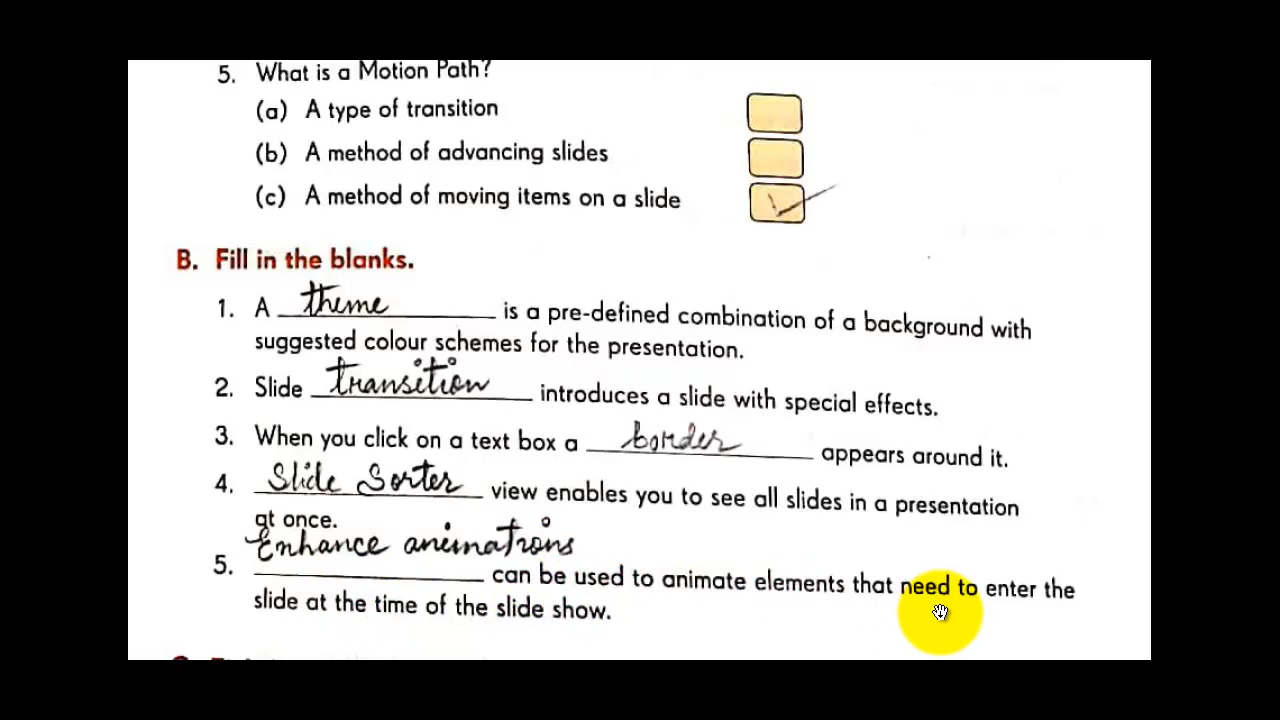 5. What is a Motion Path?
(a) A type of transition
(b) A method of advancing slides
(c) A method of moving items on a slide
B. Fill in the blanks.
1. A theme is a pre-defined combination of a background with
suggested colour schemes for the presentation.
2. Slide transition introduces a slide with special effects.
3. When you click on a text box a border appears around it.
4. Slide Sorter view enables you to see all slides in a presentation
at once.
Enhance animations
5. can be used to animate elements that need to enter the
slide at the time of the slide show.